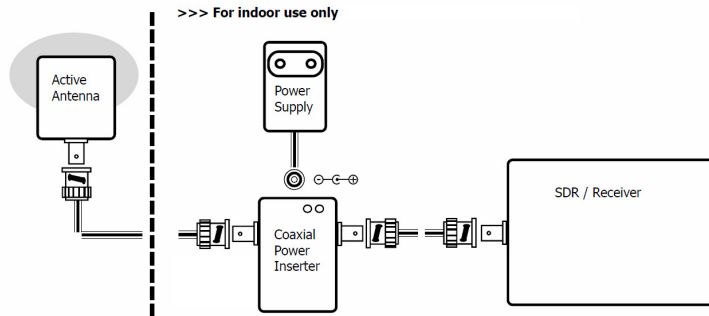 >>> For indoor use only
Active
Antenna
Power
Supply
SDR / Receiver
Coaxial
Power
Inserter